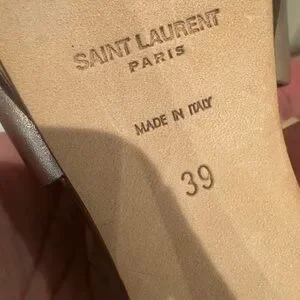 SAINT LAURENT
PARIS
MADE IN ITALY
39